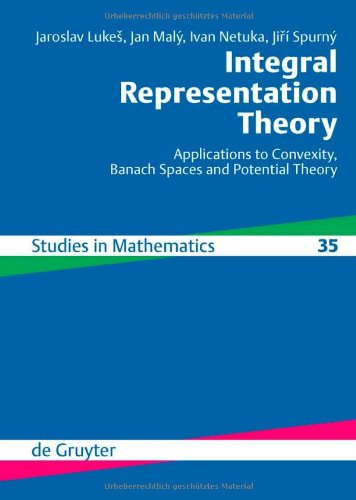 Urheberrechtlich geschütztes Material
Jaroslav Lukeš, Jan Malý, Ivan Netuka, Jiří Spurný
Integral
Representation
Theory
Applications to Convexity,
Banach Spaces and Potential Theory
Studies in Mathematics 35
de Gruyter
Urheberrechtlich geschütztes Material